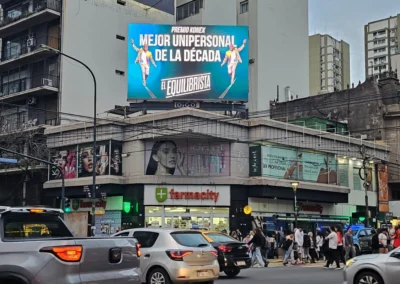 PREMIO KONEX
MEJOR UNIPERSONAL
DE LA DÉCADA
EL EQUILIBRISTA
farmacity